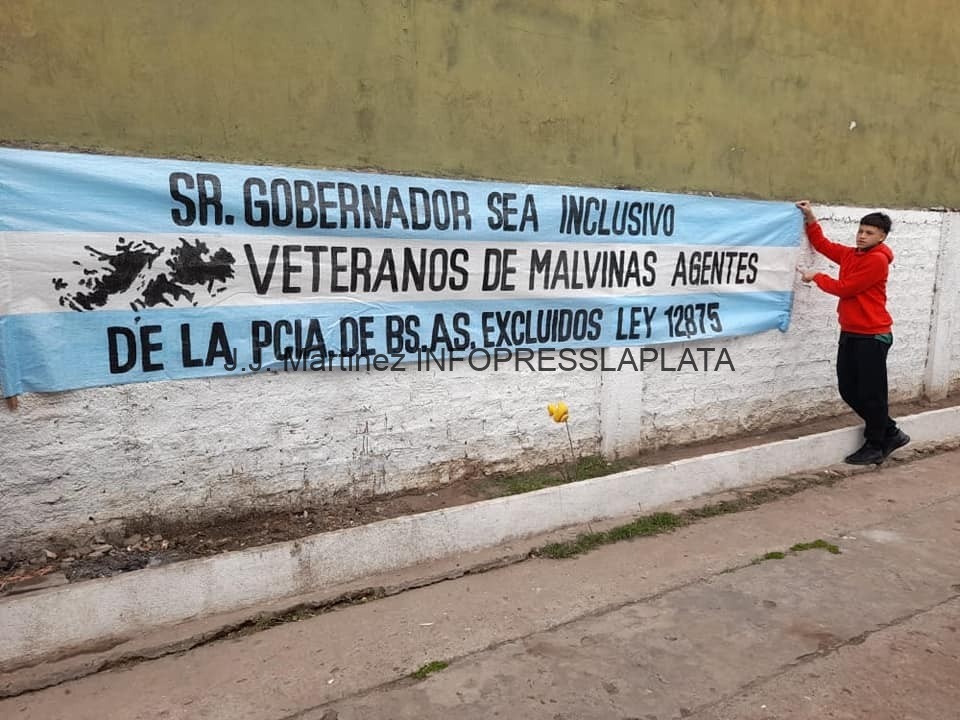 SR. GOBERNADOR SEA INCLUSIVO
VETERANOS DE MALVINAS AGENTES
DE LA PCIA. DE BS.AS. EXCLUIDOS LEY 12875
J.J. Martinez INFOPRESSLAPLATA